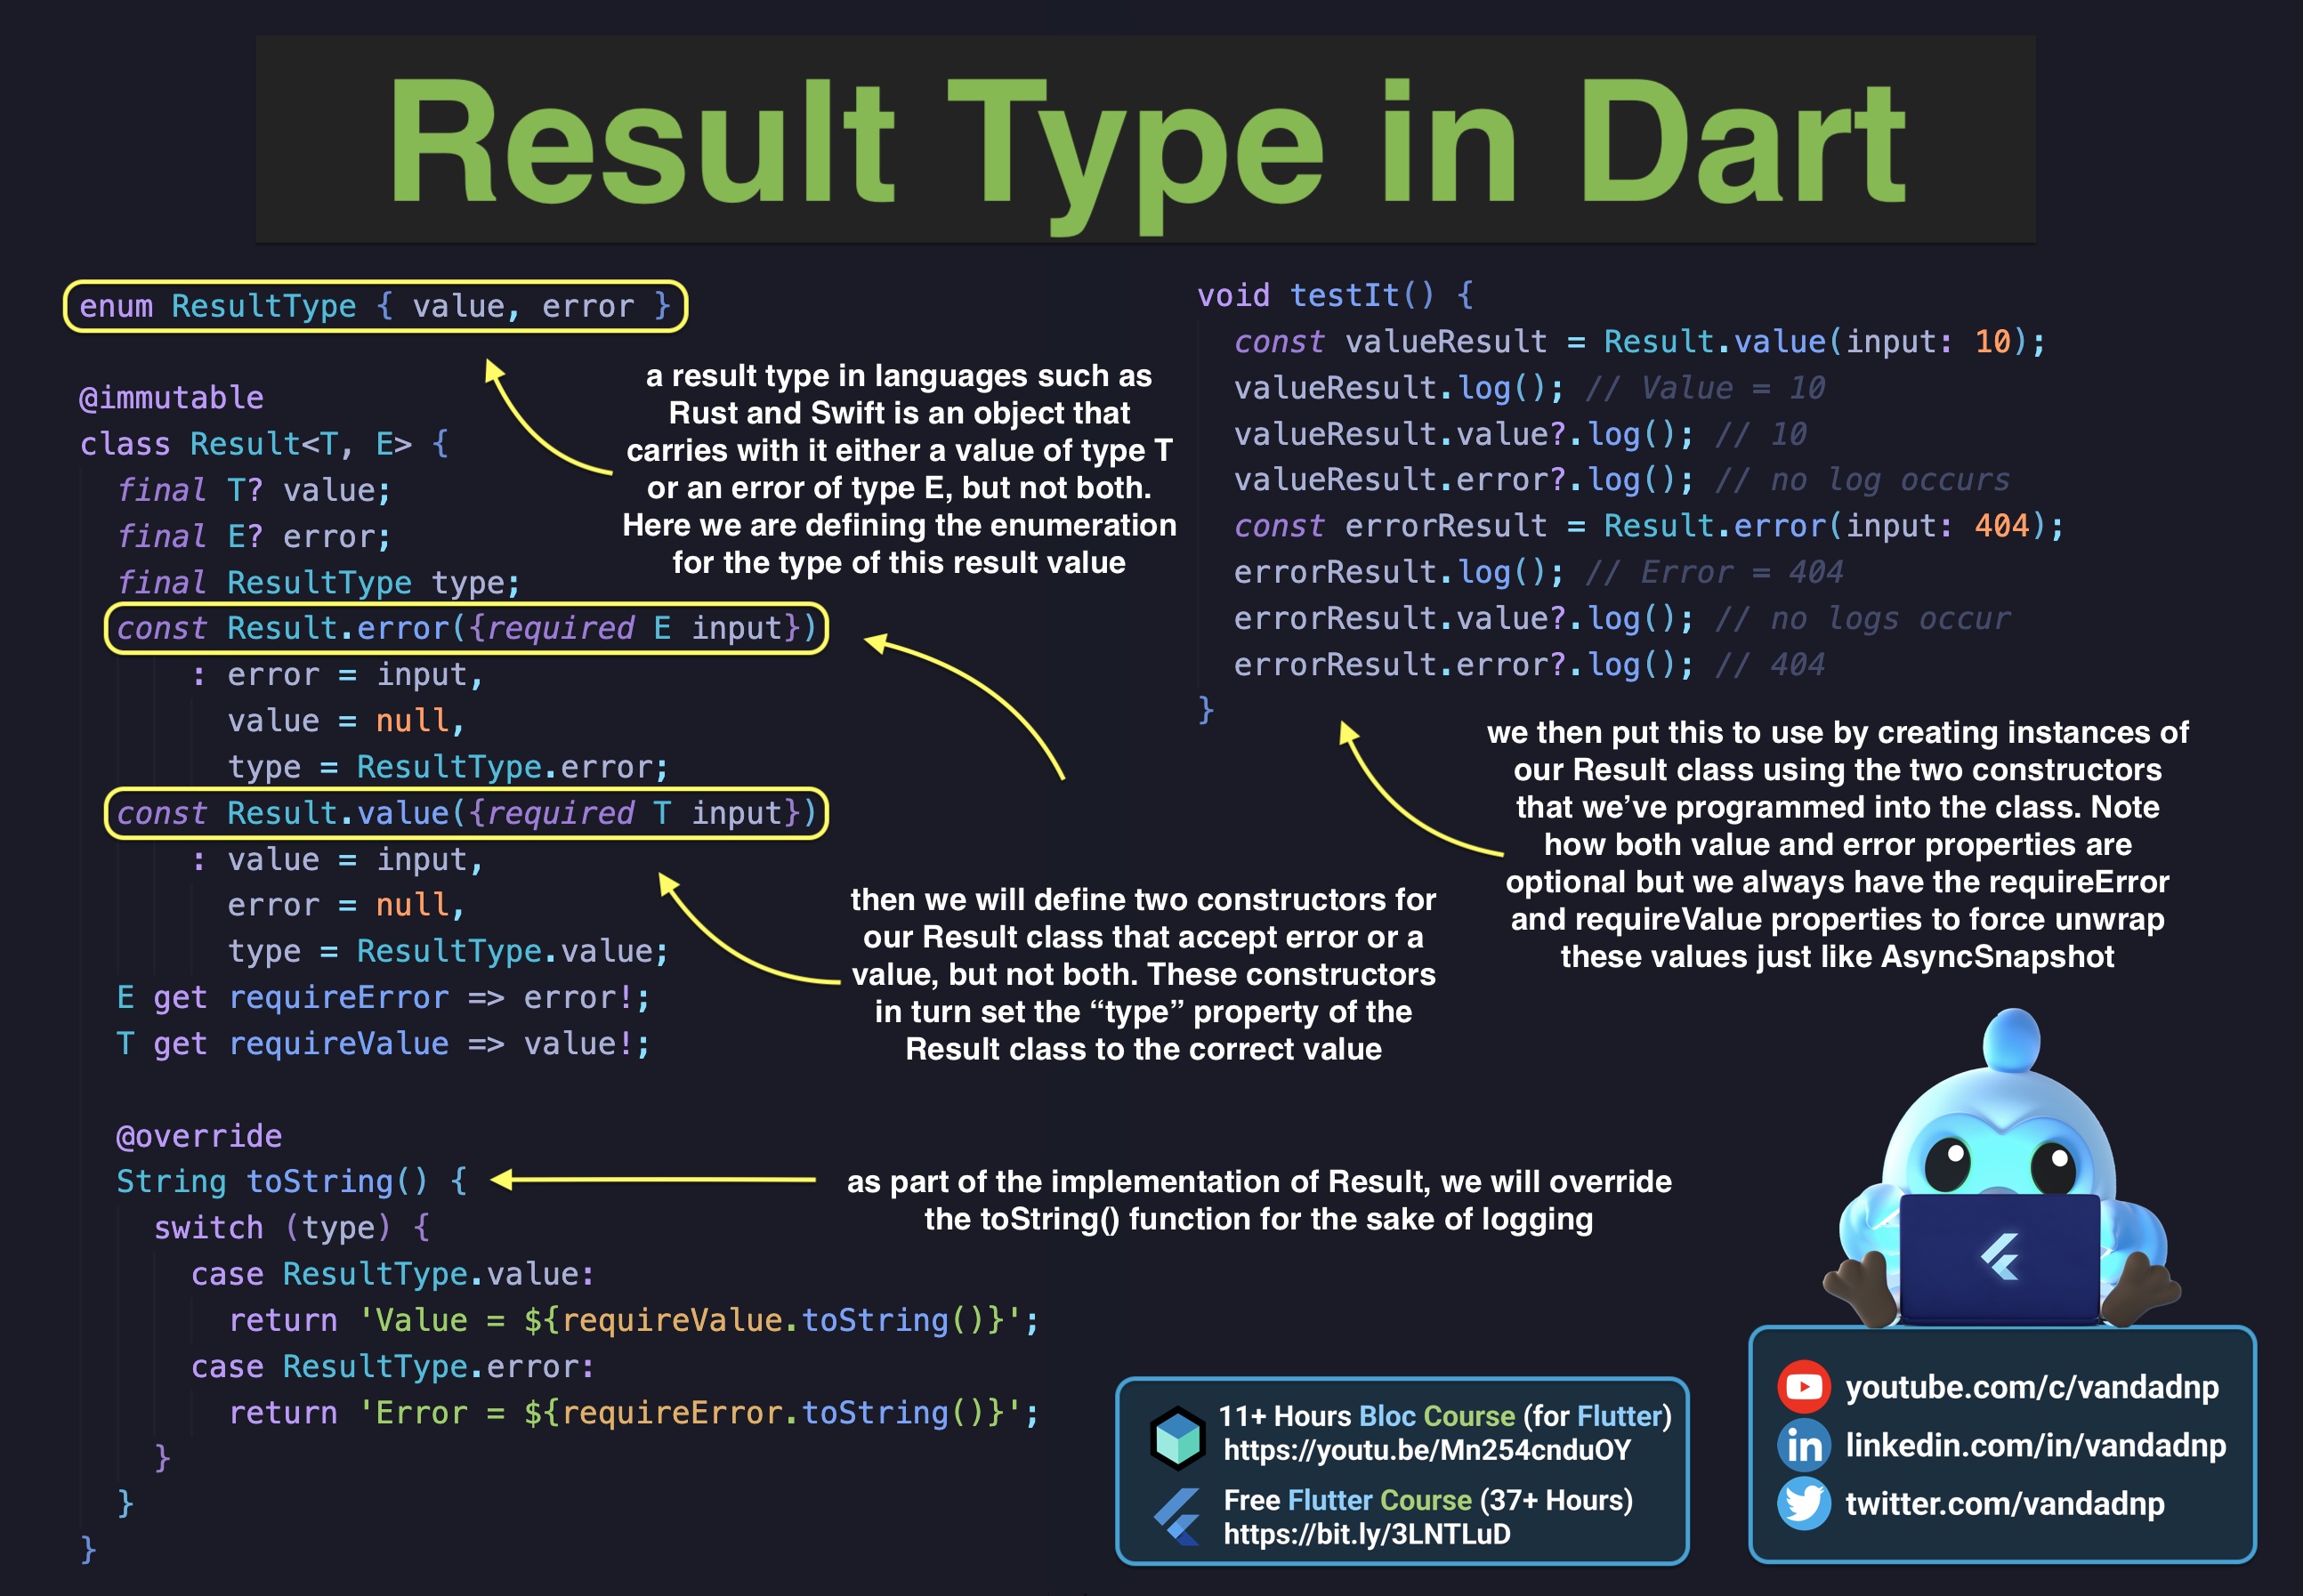 Result Type in Dart
enum ResultType { value, error }
@immutable
class Result<T, E> {
final T? value;
final E? error;
final ResultType type;
const Result.error({required E input})
: error = input,
value = null,
type = ResultType.error;
const Result.value({required T input})
: value = input,
error = null,
type = ResultType.value;
E get requireError => error!;
T get requireValue => value!;
@override
String toString() {
switch (type) {
case ResultType.value:
return 'Value = ${requireValue.toString()}';
case ResultType.error:
return 'Error = ${requireError.toString()}';
}
}
}
a result type in languages such as
Rust and Swift is an object that
carries with it either a value of type T
or an error of type E, but not both.
Here we are defining the enumeration
for the type of this result value
then we will define two constructors for
our Result class that accept error or a
value, but not both. These constructors
in turn set the “type” property of the
Result class to the correct value
as part of the implementation of Result, we will override
the toString() function for the sake of logging
void testIt() {
const valueResult = Result.value(input: 10);
valueResult.log(); // Value = 10
valueResult.value?.log(); // 10
valueResult.error?.log(); // no log occurs
const errorResult = Result.error(input: 404);
errorResult.log(); // Error = 404
errorResult.value?.log(); // no logs occur
errorResult.error?.log(); // 404
}
we then put this to use by creating instances of
our Result class using the two constructors
that we’ve programmed into the class. Note
how both value and error properties are
optional but we always have the requireError
and requireValue properties to force unwrap
these values just like AsyncSnapshot
11+ Hours Bloc Course (for Flutter)
https://youtu.be/Mn254cnduOY
Free Flutter Course (37+ Hours)
https://bit.ly/3LNTLuD
youtube.com/c/vandadnp
linkedin.com/in/vandadnp
twitter.com/vandadnp